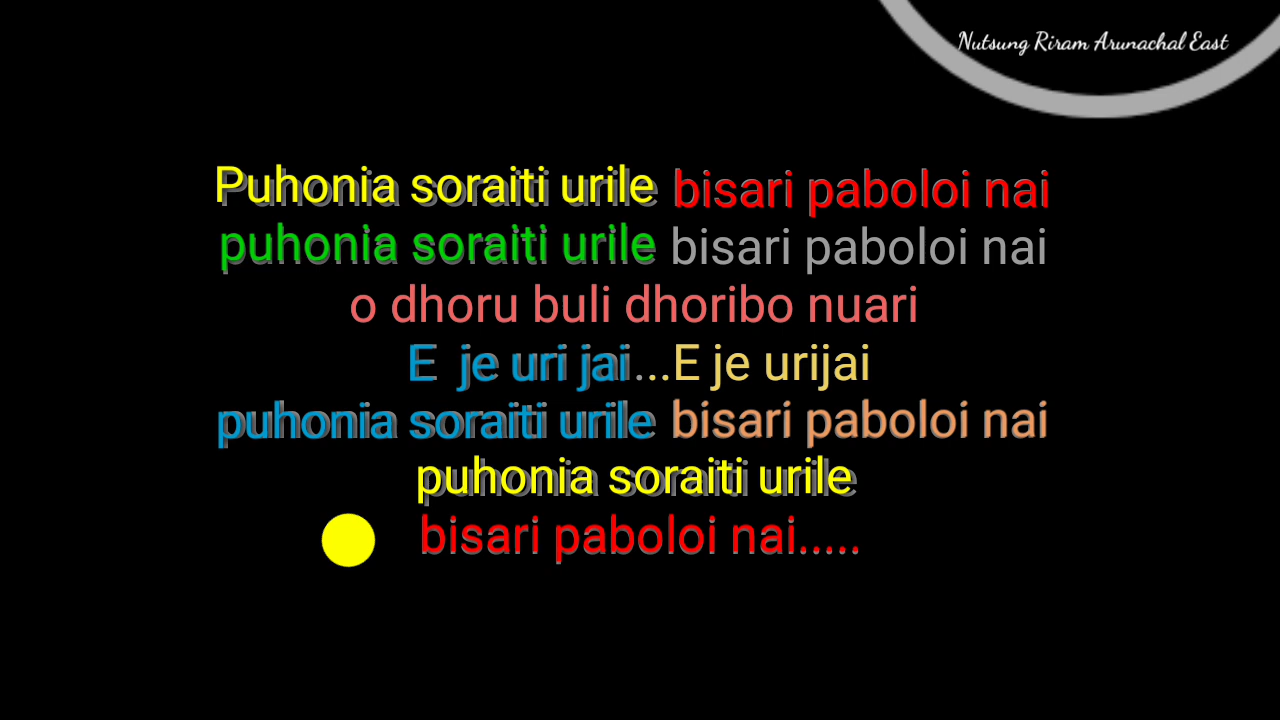 Nutsung Riram Arunachal East
Puhonia soraiti urile bisari paboloi nai
puhonia soraiti urile bisari paboloi nai
o dhoru buli dhoribo nuari
E je uri jai...E je urijai
puhonia soraiti urile bisari paboloi nai
puhonia soraiti urile
bisari paboloi nai.....